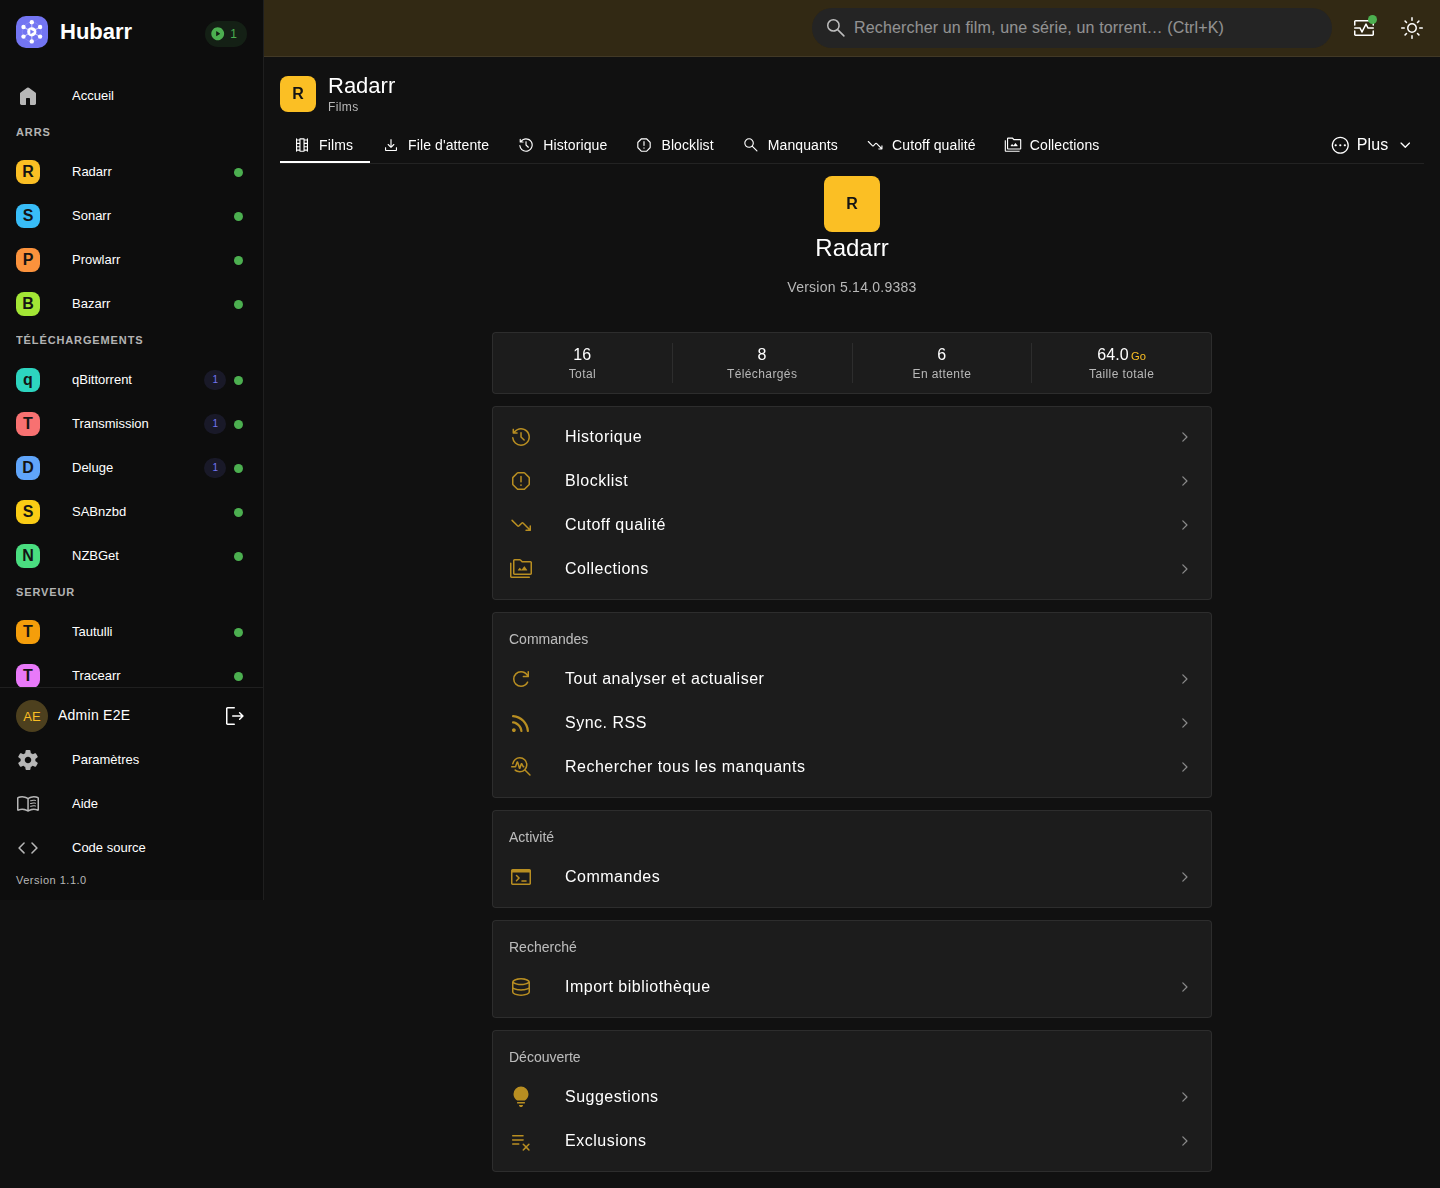 Hubarr
1
Rechercher un film, une série, un torrent… (Ctrl+K)
Accueil
ARRS
R
Radarr
S
Sonarr
P
Prowlarr
B
Bazarr
TÉLÉCHARGEMENTS
q
qBittorrent
1
T
Transmission
1
D
Deluge
1
S
SABnzbd
N
NZBGet
SERVEUR
T
Tautulli
T
Tracearr
AE
Admin E2E
Paramètres
Aide
Code source
Version 1.1.0
R
Radarr
Films
Films
File d'attente
Historique
Blocklist
Manquants
Cutoff qualité
Collections
Plus
R
Radarr
Version 5.14.0.9383
16
Total
8
Téléchargés
6
En attente
64.0 Go
Taille totale
Historique
Blocklist
Cutoff qualité
Collections
Commandes
Tout analyser et actualiser
Sync. RSS
Rechercher tous les manquants
Activité
Commandes
Recherché
Import bibliothèque
Découverte
Suggestions
Exclusions